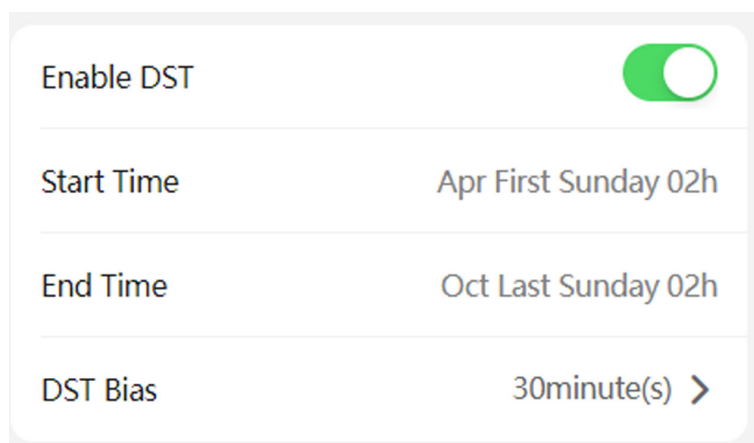 Enable DST
Start Time Apr First Sunday 02h
End Time Oct Last Sunday 02h
DST Bias 30minute(s)